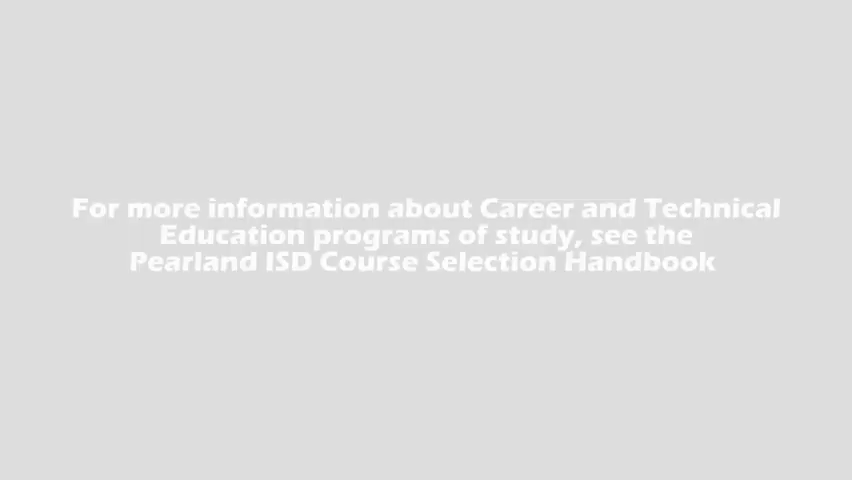 For more information about Career and Technical
Education programs of study, see the
Pearland ISD Course Selection Handbook